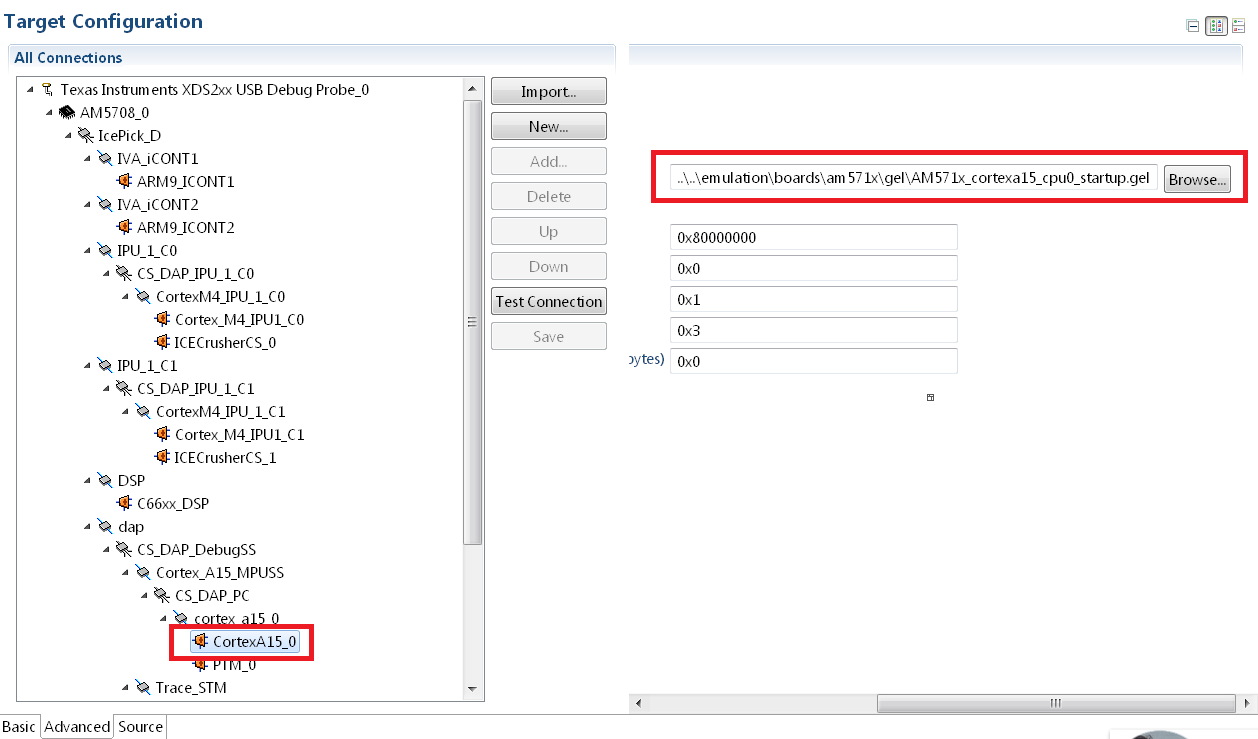 Target Configuration
All Connections
Texas Instruments XDS2xx USB Debug Probe_0
AM5708_0
IcePick_D
IVA_iCONT1
ARM9_ICONT1
IVA_iCONT2
ARM9_ICONT2
IPU_1_C0
CS_DAP_IPU_1_C0
CortexM4_IPU_1_C0
Cortex_M4_IPU1_C0
ICECrusherCS_0
IPU_1_C1
CS_DAP_IPU_1_C1
CortexM4_IPU_1_C1
Cortex_M4_IPU1_C1
ICECrusherCS_1
DSP
C66xx_DSP
dap
CS_DAP_DebugSS
Cortex_A15_MPUSS
CS_DAP_PC
cortex_a15_0
CortexA15_0
PTM_0
Trace_STM
Import...
New...
Add...
Delete
Up
Down
Test Connection
Save
..\..\emulation\boards\am571x\gel\AM571x_cortexa15_cpu0_startup.gel
Browse...
0x80000000
0x0
0x1
0x3
bytes) 0x0
Basic Advanced Source